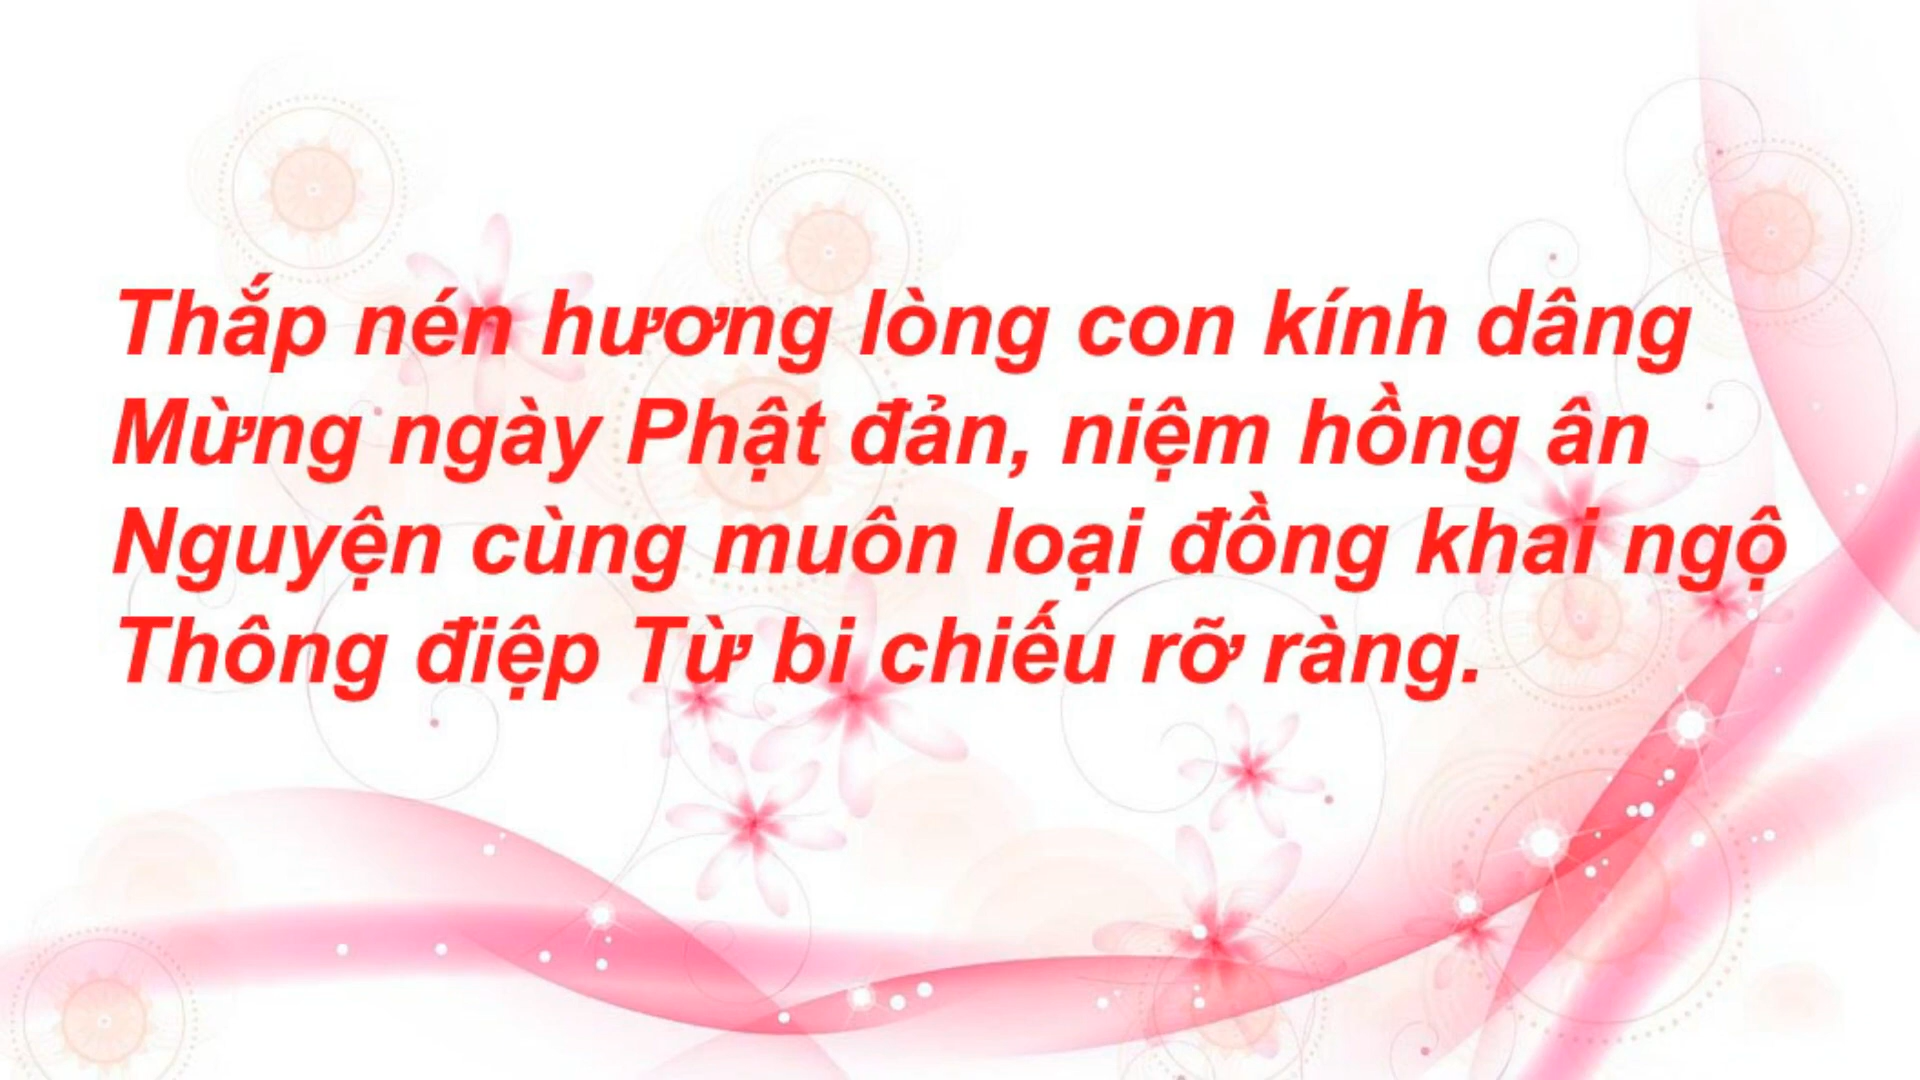 Thắp nén hương lòng con kính dâng
Mừng ngày Phật đản, niệm hồng ân
Nguyện cùng muôn loại đồng khai ngộ
Thông điệp Từ bi chiếu rỡ ràng.